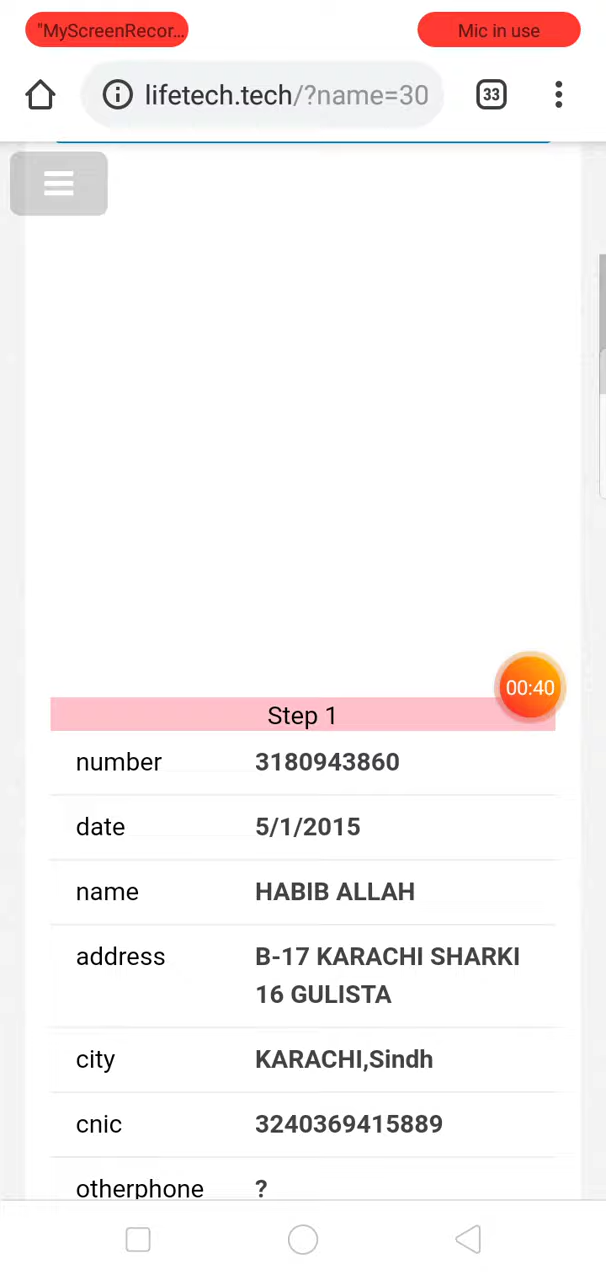 "MyScreenRecor...
Mic in use
lifetech.tech/?name=30
33
00:40
Step 1
number 3180943860
date 5/1/2015
name HABIB ALLAH
address B-17 KARACHI SHARKI
16 GULISTA
city KARACHI,Sindh
cnic 3240369415889
otherphone ?